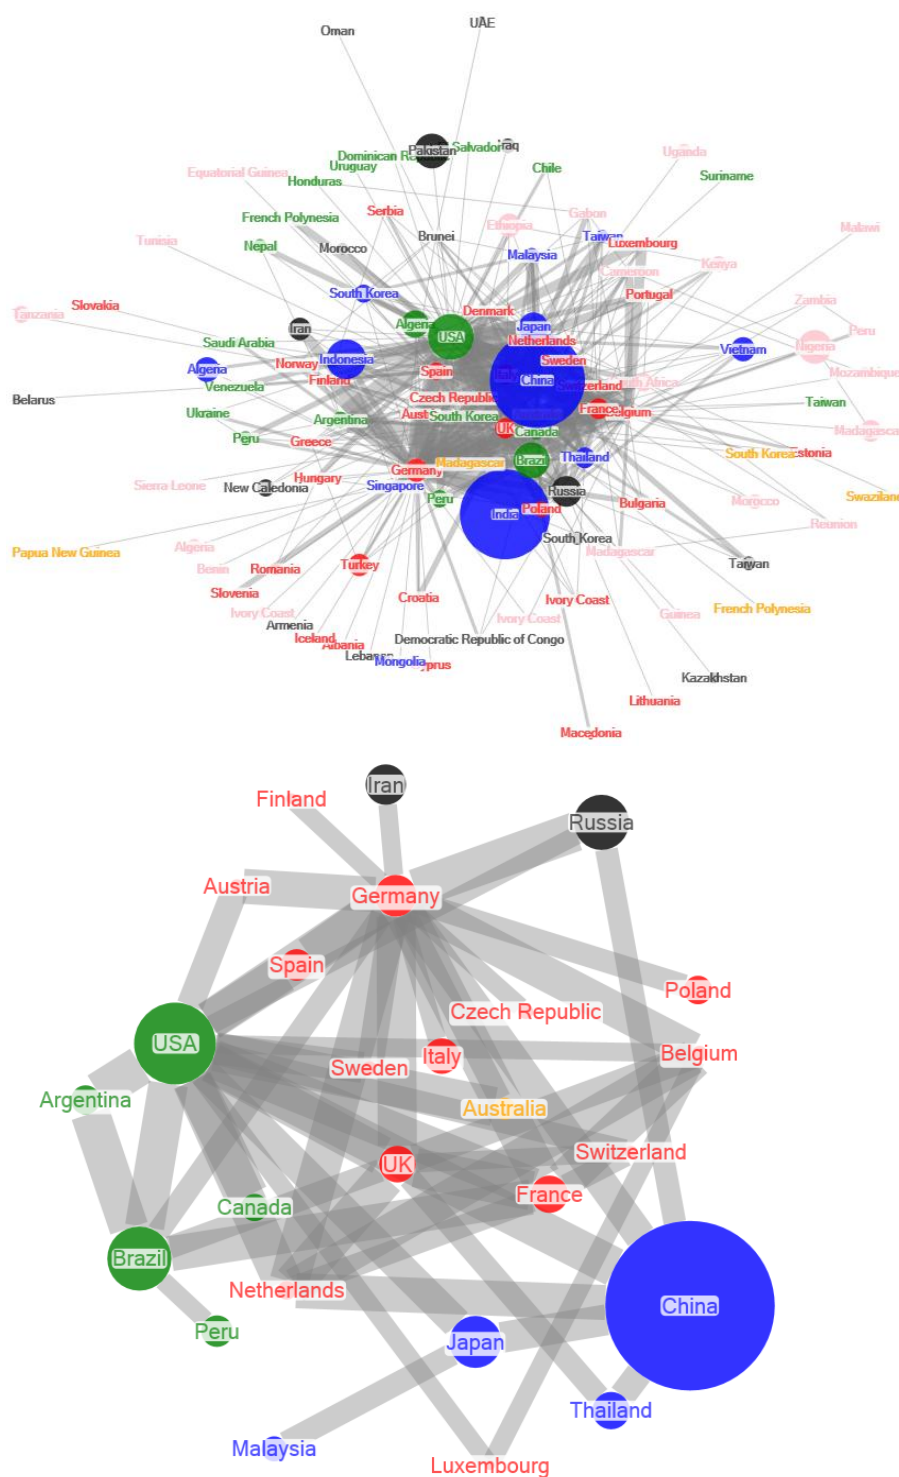 UAE
Oman
Pakistan
Iraq
Salvador
Uganda
Uruguay
Chile
Equatorial Guinea
Suriname
Honduras
Serbia
French Polynesia
Gabon
Ethiopia
Malawi
Tunisia
Brunei
Taiwan
Luxembourg
Nepal
Morocco
Malaysia
Kenya
Cameroon
South Korea
Portugal
Zambia
Slovakia
Tanzania
Denmark
Algeria
Japan
Iran
USA
Peru
Nigeria
Saudi Arabia
Netherlands
Vietnam
Indonesia
Sweden
Norway
Algeria
Spain
China
Mozambique
Finland
Switzerland
Venezuela
Belarus
Czech Republic
Taiwan
France
Ukraine
Argentina
South Korea
UK
Canada
Madagascar
Peru
Greece
Estonia
South Korea
Brazil
Thailand
Madagascar
Germany
Hungary
Singapore
Sierra Leone
New Caledonia
Russia
Peru
Swaziland
Morocco
Bulgaria
Poland
India
Reunion
South Korea
Algeria
Papua New Guinea
Madagascar
Taiwan
Turkey
Benin
Romania
Slovenia
Croatia
Ivory Coast
French Polynesia
Ivory Coast
Guinea
Ivory Coast
Armenia
Iceland
Democratic Republic of Congo
Mongolia
Kazakhstan
Lithuania
Macedonia
Iran
Finland
Russia
Austria
Germany
Spain
Poland
Czech Republic
USA
Italy
Belgium
Sweden
Argentina
Australia
Switzerland
UK
France
Canada
Brazil
Netherlands
China
Peru
Japan
Thailand
Malaysia
Luxembourg